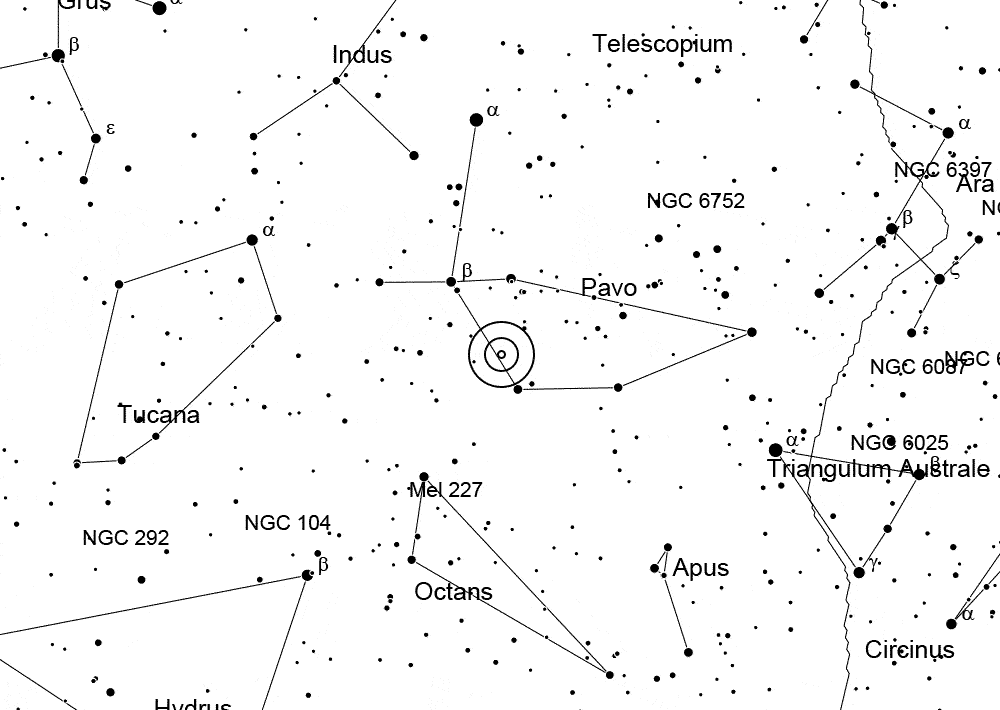 Grus α
β
Indus
Telescopium
α
ε
α
NGC 6397
Ara
NGC 6752
β
α
β
ζ
Pavo
NGC 6087
Tucana
α
NGC 6025
β
Triangulum Australe
Mel 227
NGC 104
NGC 292
β
Octans
Apus
γ
α
Circinus
Hydrus